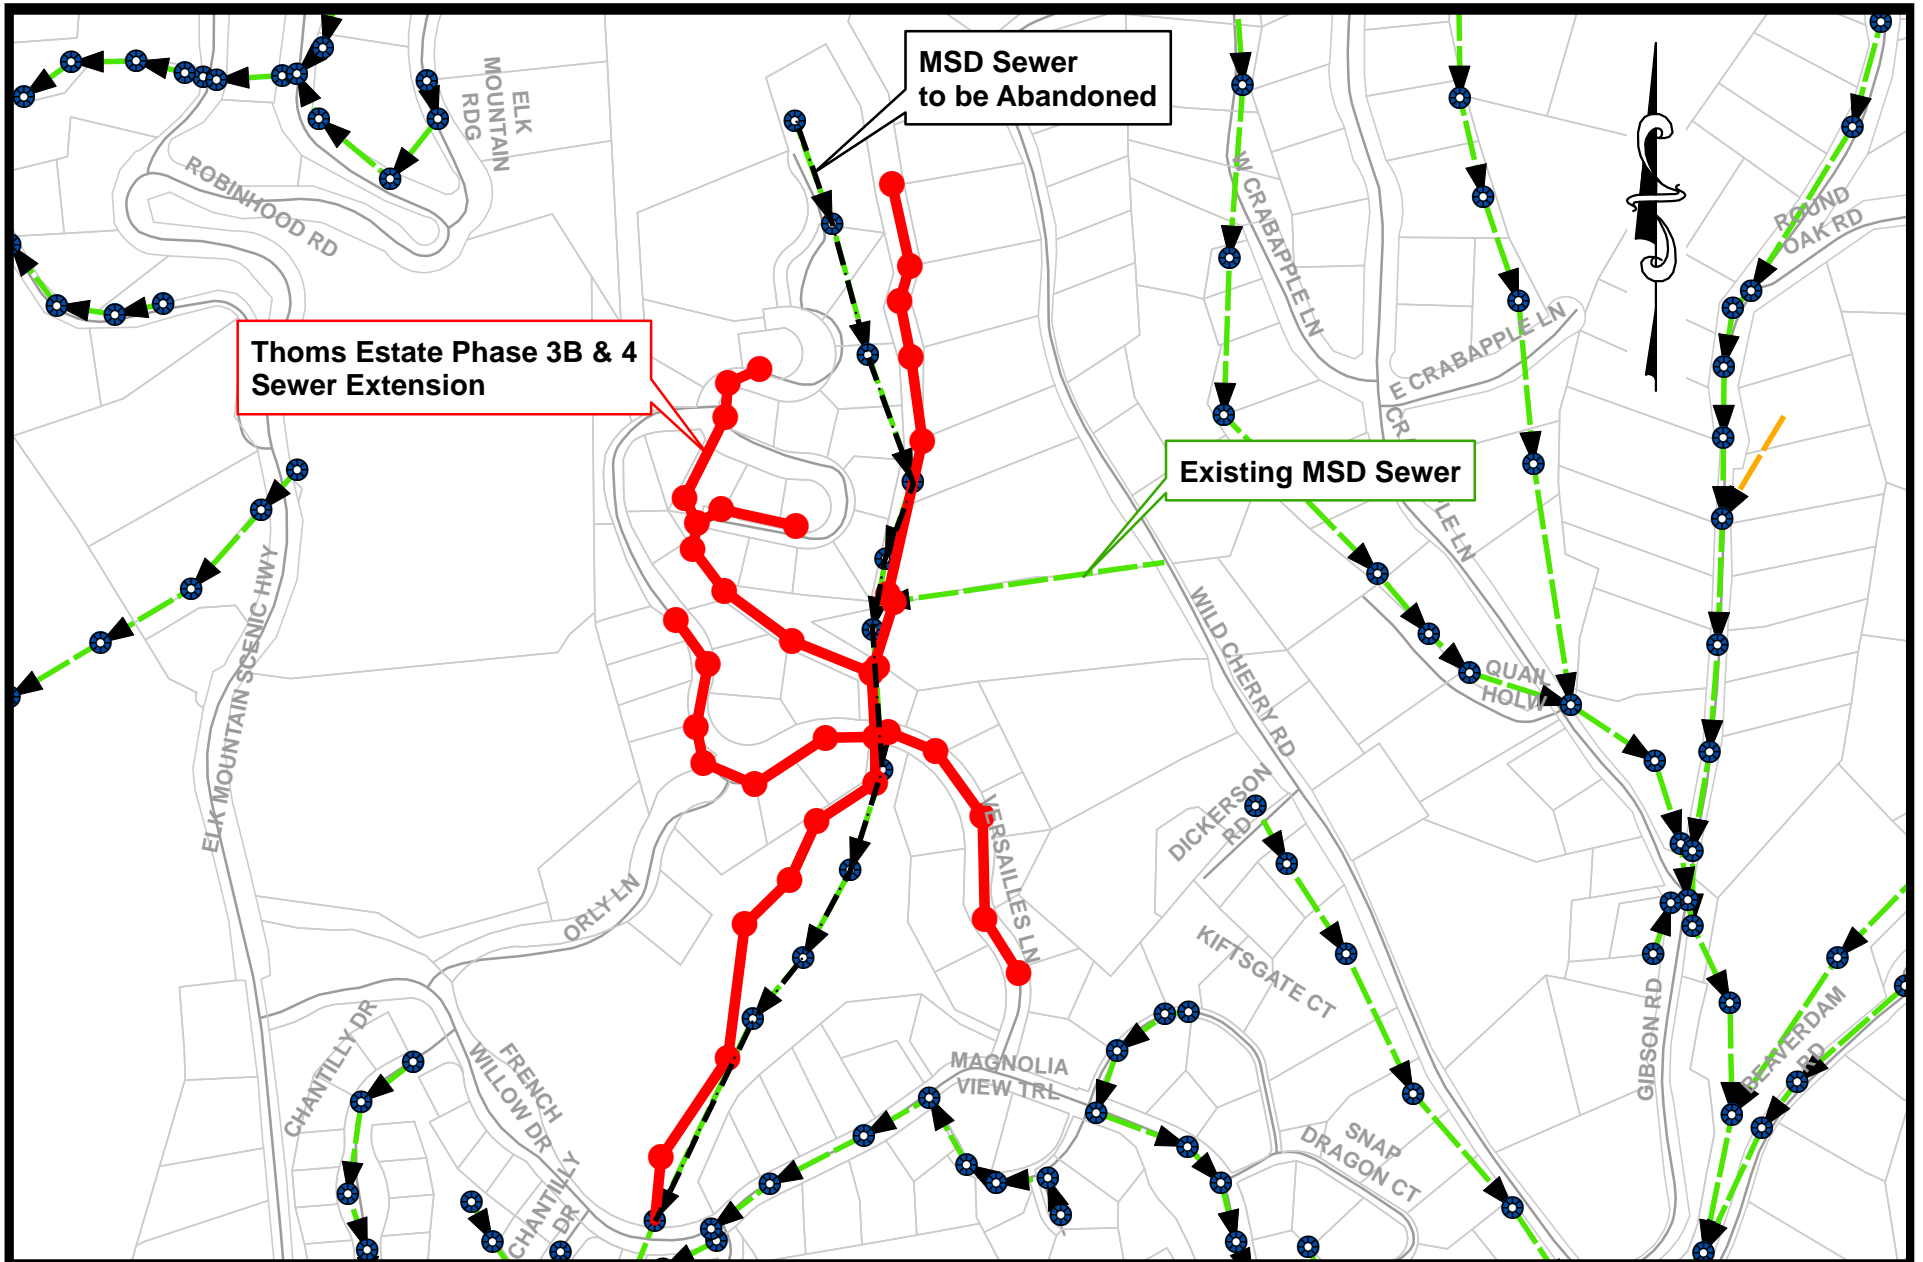 MSD Sewer
to be Abandoned
ELK
MOUNTAIN
RDG
ROBINHOOD RD
W CRABAPPLE LN
ROUND
OAK RD
Thoms Estate Phase 3B & 4
Sewer Extension
E CRABAPPLE LN
Existing MSD Sewer
ELK MOUNTAIN SCENIC HWY
WILD CHERRY RD
QUAIL
HOLW
DICKERSON
RD
VERSAILLES LN
ORLY LN
KIFTSGATE CT
GIBSON RD
BEAVERDAM
RD
CHANTILLY DR
FRENCH
WILLOW DR
MAGNOLIA
VIEW TRL
SNAP
DRAGON CT
CHANTILLY
DR